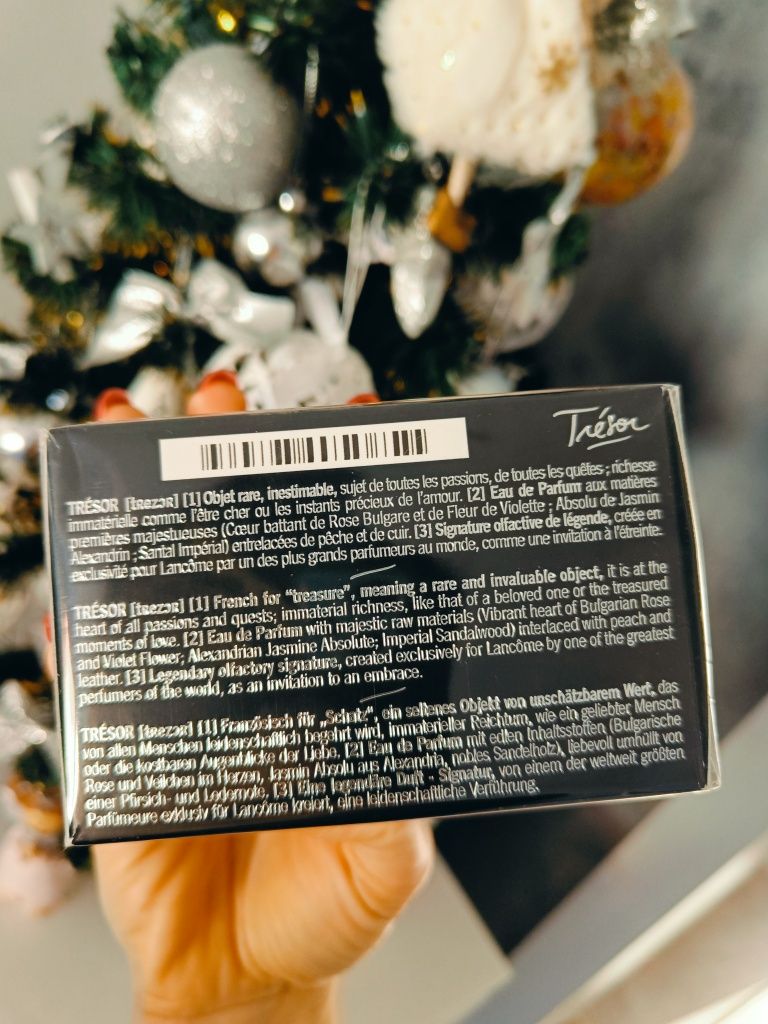 Trésor
TRÉSOR [tʀezɔʀ] [1] Objet rare, inestimable, sujet de toutes les passions, de toutes les quêtes ; richesse
immatérielle comme l'être cher ou les instants précieux de l'amour. [2] Eau de Parfum aux matières
premières majestueuses (Cœur battant de Rose Bulgare et de Fleur de Violette ; Absolu de Jasmin
Alexandrin ; Santal Impérial) entrelacées de pêche et de cuir. [3] Signature olfactive de légende, créée en
exclusivité pour Lancôme par un des plus grands parfumeurs au monde, comme une invitation à l'étreinte.
TRÉSOR [tʀezɔʀ] [1] French for “treasure”, meaning a rare and invaluable object, it is at the
heart of all passions and quests; immaterial richness, like that of a beloved one or the treasured
moments of love. [2] Eau de Parfum with majestic raw materials (Vibrant heart of Bulgarian Rose
and Violet Flower; Alexandrian Jasmine Absolute; Imperial Sandalwood) interlaced with peach and
leather. [3] Legendary olfactory signature, created exclusively for Lancôme by one of the greatest
perfumers of the world, as an invitation to an embrace.
TRÉSOR [tʀezɔʀ] [1] Französisch für „Schatz“, ein seltenes Objekt von unschätzbarem Wert, das
von allen Menschen leidenschaftlich begehrt wird. Immaterieller Reichtum, wie ein geliebter Mensch
oder die kostbaren Augenblicke der Liebe. [2] Eau de Parfum mit edlen Inhaltsstoffen (Bulgarische
Rose und Veilchen im Herzen, Jasmin Absolu aus Alexandria, nobles Sandelholz), liebevoll umhüllt von
einer Pfirsich- und Ledernote. [3] Eine legendäre Duft - Signatur, von einem der weltweit größten
Parfümeure exklusiv für Lancôme kreiert, eine leidenschaftliche Verführung.